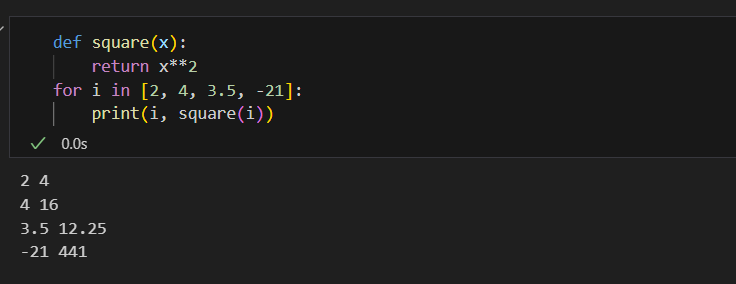 def square(x):
    return x**2
for i in [2, 4, 3.5, -21]:
    print(i, square(i))
0.0s
2 4
4 16
3.5 12.25
-21 441